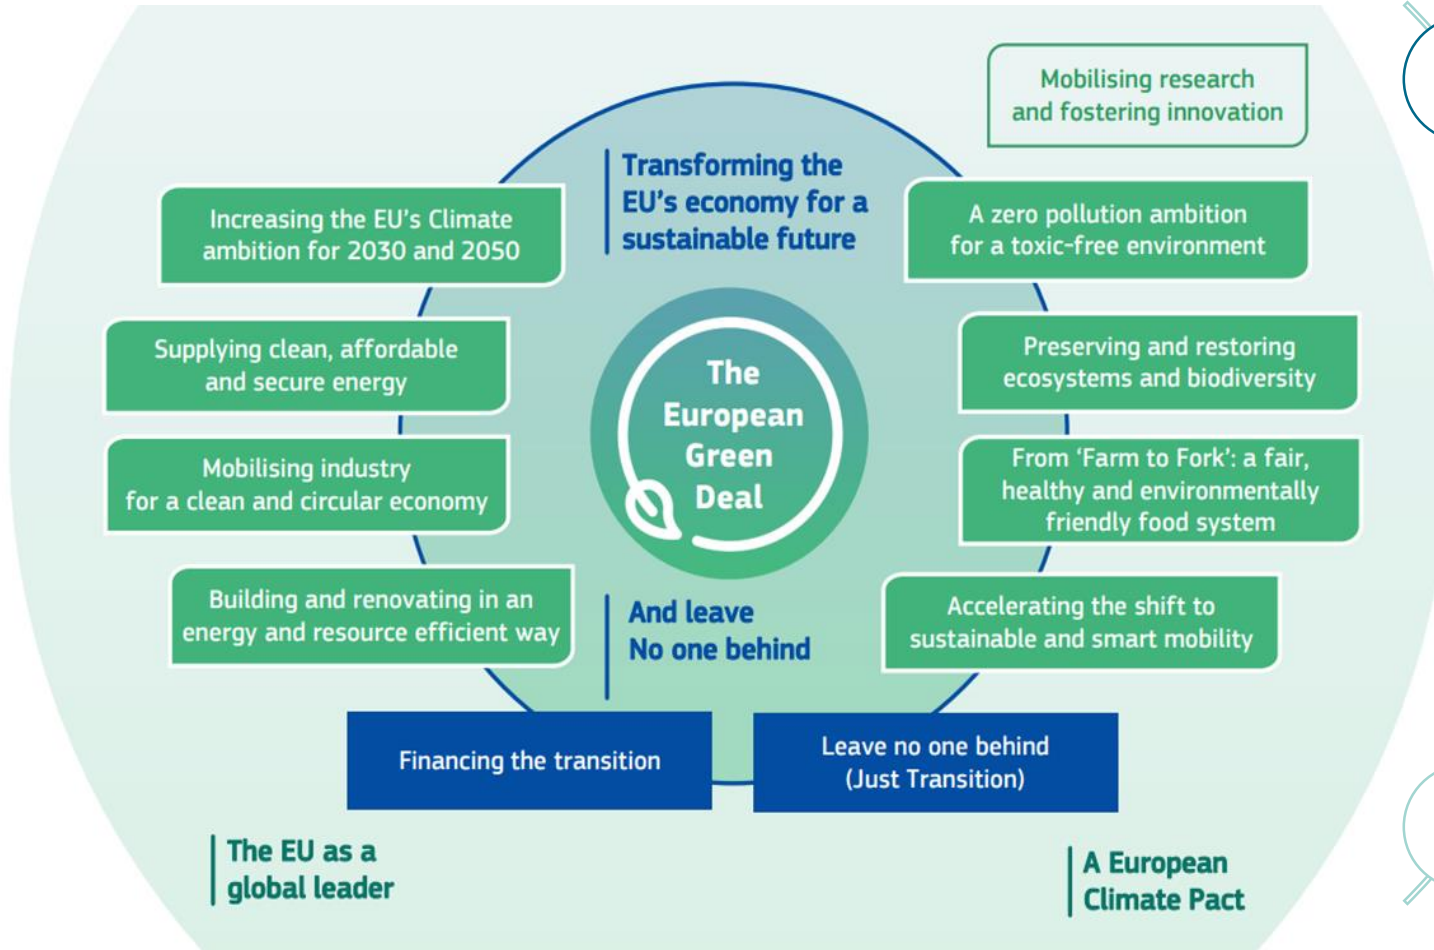 Mobilising research
and fostering innovation
Transforming the
EU's economy for a
sustainable future
Increasing the EU's Climate
ambition for 2030 and 2050
A zero pollution ambition
for a toxic-free environment
Supplying clean, affordable
and secure energy
Preserving and restoring
ecosystems and biodiversity
The
European
Green
Deal
Mobilising industry
for a clean and circular economy
From ‘Farm to Fork’: a fair,
healthy and environmentally
friendly food system
Building and renovating in an
energy and resource efficient way
And leave
No one behind
Accelerating the shift to
sustainable and smart mobility
Financing the transition
Leave no one behind
(Just Transition)
The EU as a
global leader
A European
Climate Pact